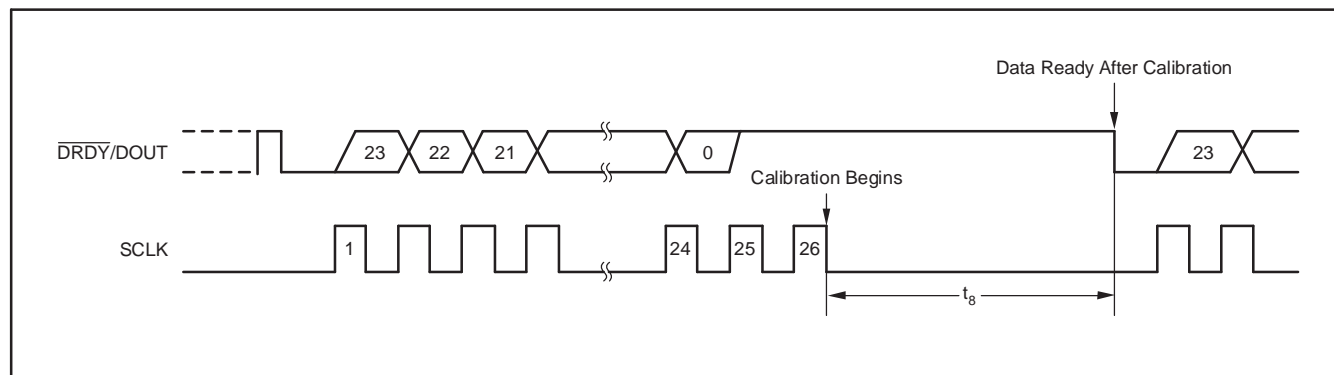 Data Ready After Calibration
DRDY/DOUT
23
22
21
0
23
Calibration Begins
SCLK
1
24
25
26
t8